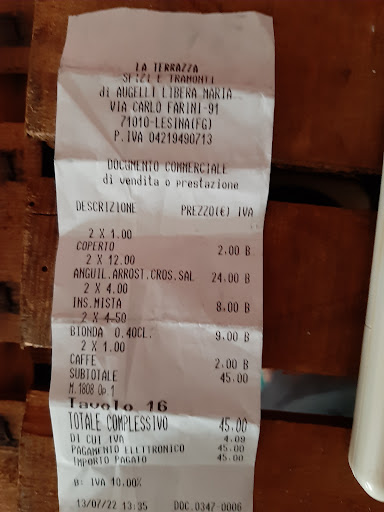 LA TERRAZZA
SFIZI E TRAMONTI
di AUGELLI LIBERA MARIA
VIA CARLO FARINI-91
71010-LESINA(FG)
P.IVA 04219490713
DOCUMENTO COMMERCIALE
di vendita o prestazione
DESCRIZIONE PREZZO(€) IVA
2 X 1.00
COPERTO 2.00 B
2 X 12.00
ANGUIL.ARROST.CROS.SAL 24.00 B
2 X 4.00
INS.MISTA 8.00 B
2 X 4.50
BIONDA 0.40CL. 9.00 B
2 X 1.00
CAFFE 2.00 B
SUBTOTALE 45.00
M.1808 Op.1
Tavolo 16
TOTALE COMPLESSIVO 45.00
DI CUI IVA 4.09
PAGAMENTO ELETTRONICO 45.00
IMPORTO PAGATO 45.00
B: IVA 10.00%
13/07/22 13:35 DOC.0347-0006